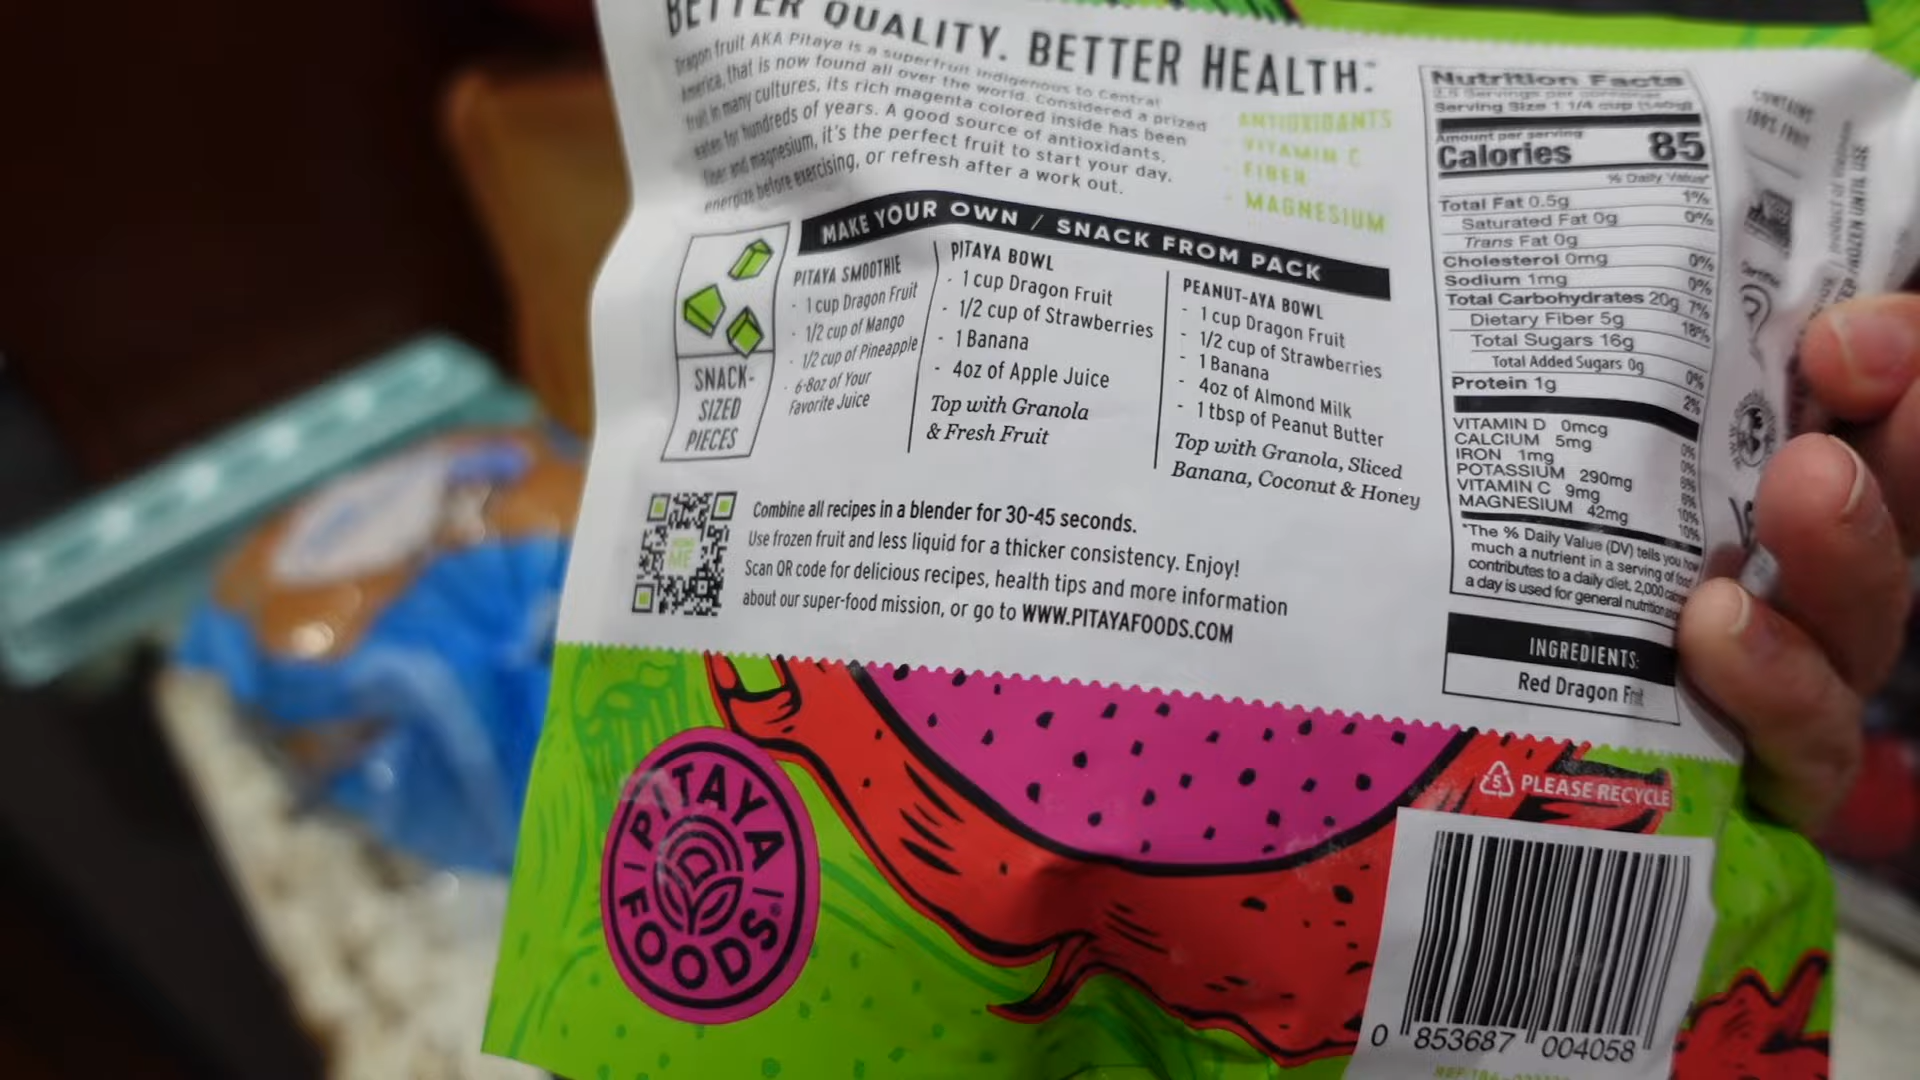 BETTER QUALITY. BETTER HEALTH.
Dragon fruit AKA Pitaya is a superfruit indigenous to Central
America, that is now found all over the world. Considered a prized
fruit in many cultures, its rich magenta colored inside has been
eaten for hundreds of years. A good source of antioxidants,
fiber and magnesium, it's the perfect fruit to start your day,
energize before exercising, or refresh after a work out.
ANTIOXIDANTS
- VITAMIN C
- FIBER
- MAGNESIUM
MAKE YOUR OWN / SNACK FROM PACK
SNACK-
SIZED
PIECES
PITAYA SMOOTHIE
- 1 cup Dragon Fruit
- 1/2 cup of Mango
- 1/2 cup of Pineapple
- 6-8oz of Your
Favorite Juice
PITAYA BOWL
- 1 cup Dragon Fruit
- 1/2 cup of Strawberries
- 1 Banana
- 4oz of Apple Juice
Top with Granola
& Fresh Fruit
PEANUT-AYA BOWL
- 1 cup Dragon Fruit
- 1/2 cup of Strawberries
- 1 Banana
- 4oz of Almond Milk
- 1 tbsp of Peanut Butter
Top with Granola, Sliced
Banana, Coconut & Honey
Combine all recipes in a blender for 30-45 seconds.
Use frozen fruit and less liquid for a thicker consistency. Enjoy!
Scan QR code for delicious recipes, health tips and more information
about our super-food mission, or go to WWW.PITAYAFOODS.COM
ME
Nutrition Facts
2.5 Servings per container
Serving Size 1 1/4 cup (140g)
Amount per serving
Calories 85
% Daily Value*
Total Fat 0.5g 1%
Saturated Fat 0g 0%
Trans Fat 0g
Cholesterol 0mg 0%
Sodium 1mg 0%
Total Carbohydrates 20g 7%
Dietary Fiber 5g 18%
Total Sugars 16g
Total Added Sugars 0g 0%
Protein 1g 2%
VITAMIN D 0mcg 0%
CALCIUM 5mg 0%
IRON 1mg 6%
POTASSIUM 290mg 6%
VITAMIN C 9mg 10%
MAGNESIUM 42mg 10%
*The % Daily Value (DV) tells you how
much a nutrient in a serving of food
contributes to a daily diet. 2,000 calories
a day is used for general nutrition
CONTAINS
100% FRUIT
Certified
INGREDIENTS:
Red Dragon Fruit
PITAYA FOODS®
5 PLEASE RECYCLE
0 853687 004058